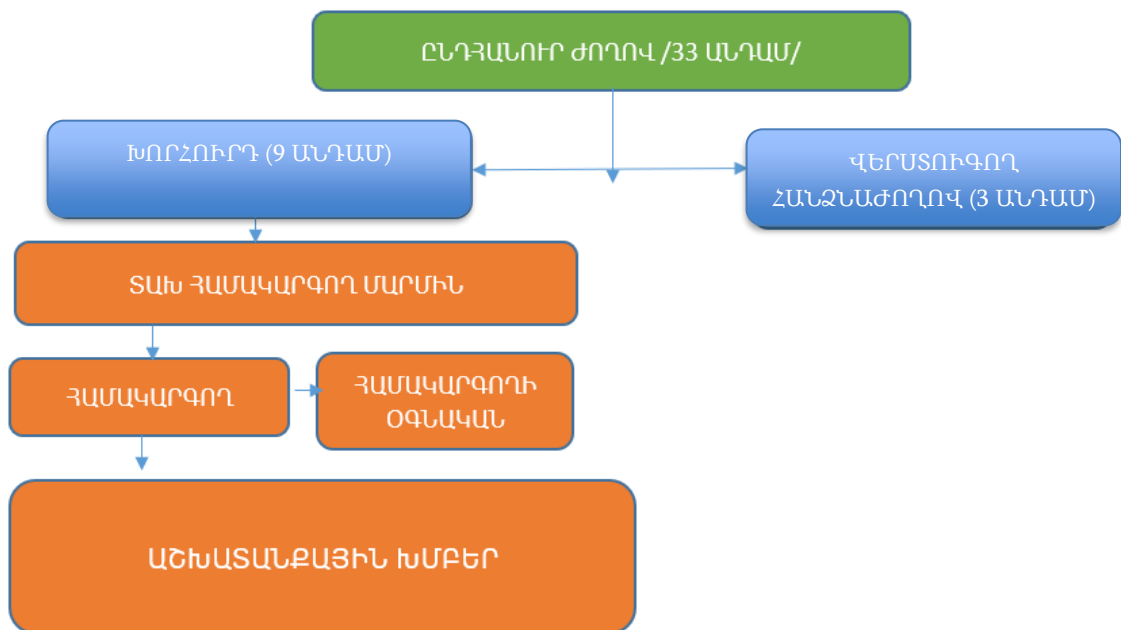 ԸՆԴՀԱՆՈՒՐ ԺՈՂՈՎ /33 ԱՆԴԱՄ/
ԽՈՐՀՈՒՐԴ (9 ԱՆԴԱՄ)
ՎԵՐՍՏՈՒԳՈՂ
ՀԱՆՁՆԱԺՈՂՈՎ (3 ԱՆԴԱՄ)
ՏԱԽ ՀԱՄԱԿԱՐԳՈՂ ՄԱՐՄԻՆ
ՀԱՄԱԿԱՐԳՈՂ
ՀԱՄԱԿԱՐԳՈՂԻ
ՕԳՆԱԿԱՆ
ԱՇԽԱՏԱՆՔԱՅԻՆ ԽՄԲԵՐ